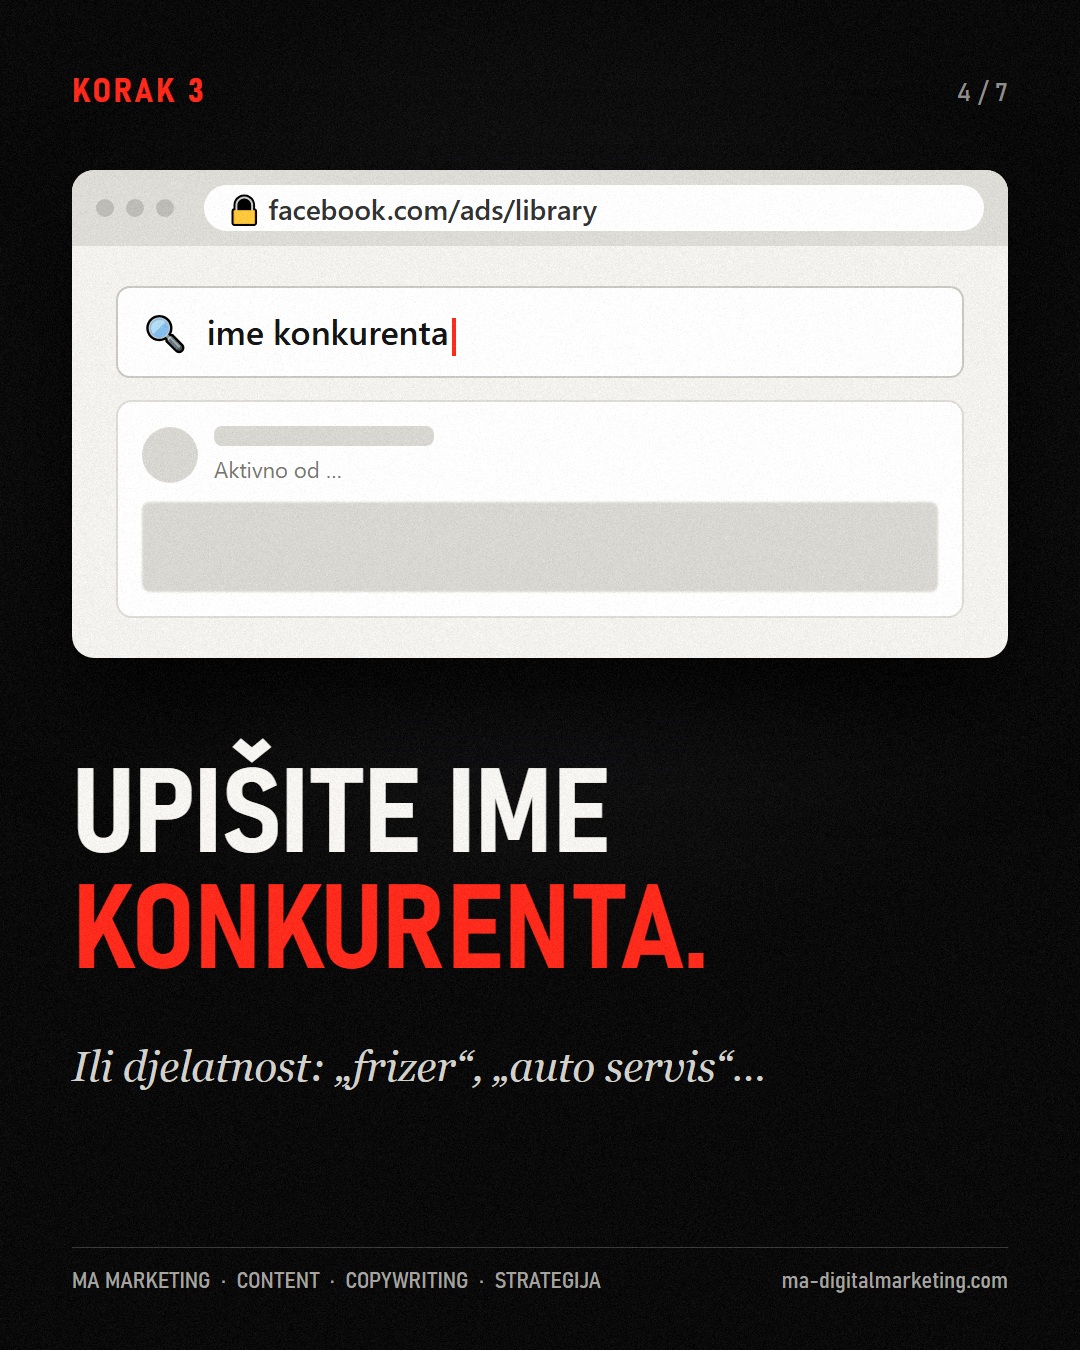 KORAK 3
4 / 7
facebook.com/ads/library
ime konkurenta
Aktivno od ...
UPIŠITE IME
KONKURENTA.
Ili djelatnost: „frizer“, „auto servis“...
MA MARKETING · CONTENT · COPYWRITING · STRATEGIJA
ma-digitalmarketing.com